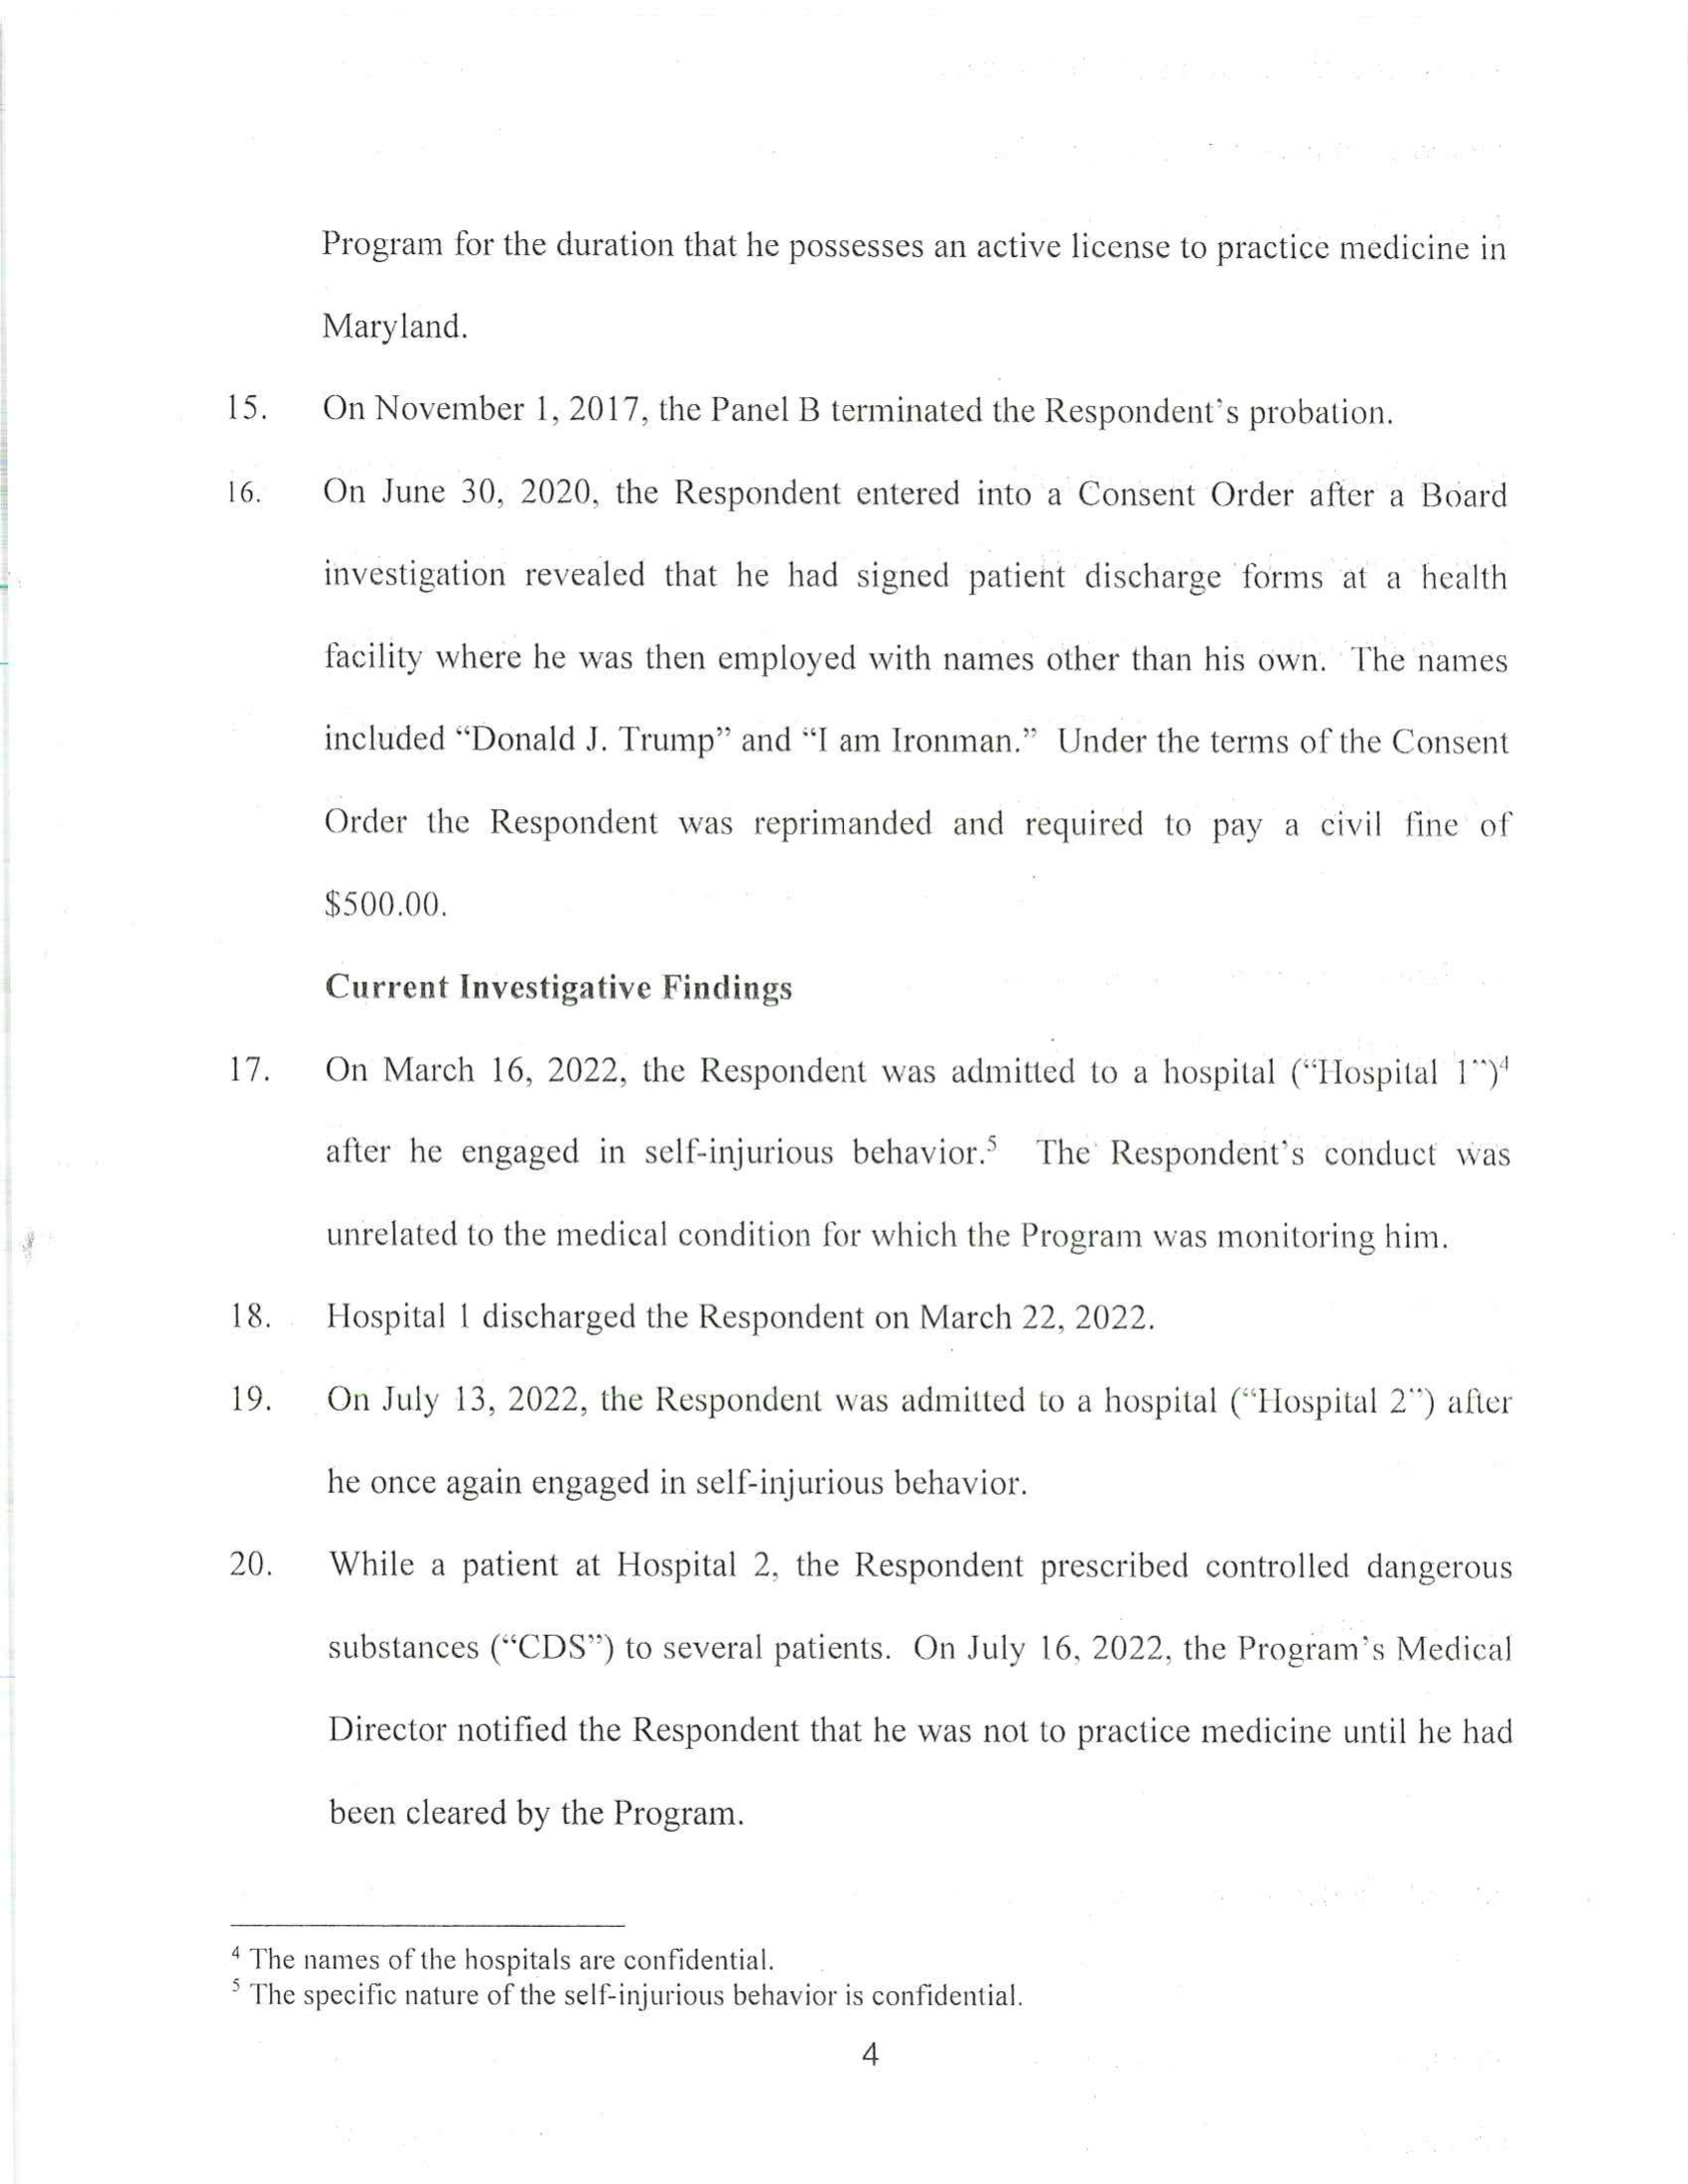 Program for the duration that he possesses an active license to practice medicine in
Maryland.
15. On November 1, 2017, the Panel B terminated the Respondent's probation.
16. On June 30, 2020, the Respondent entered into a Consent Order after a Board
investigation revealed that he had signed patient discharge forms at a health
facility where he was then employed with names other than his own. The names
included “Donald J. Trump” and “I am Ironman.” Under the terms of the Consent
Order the Respondent was reprimanded and required to pay a civil fine of
$500.00.
Current Investigative Findings
17. On March 16, 2022, the Respondent was admitted to a hospital (“Hospital 1”)⁴
after he engaged in self-injurious behavior.⁵ The Respondent's conduct was
unrelated to the medical condition for which the Program was monitoring him.
18. Hospital 1 discharged the Respondent on March 22, 2022.
19. On July 13, 2022, the Respondent was admitted to a hospital (“Hospital 2”) after
he once again engaged in self-injurious behavior.
20. While a patient at Hospital 2, the Respondent prescribed controlled dangerous
substances (“CDS”) to several patients. On July 16, 2022, the Program's Medical
Director notified the Respondent that he was not to practice medicine until he had
been cleared by the Program.
⁴ The names of the hospitals are confidential.
⁵ The specific nature of the self-injurious behavior is confidential.
4